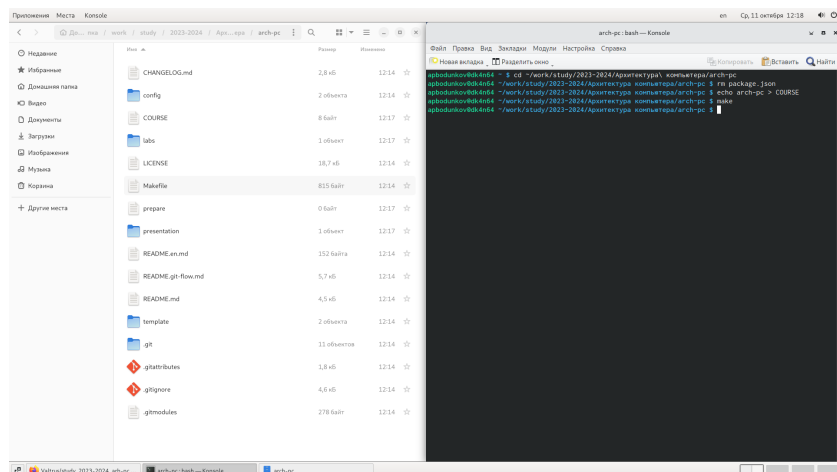 Приложения Места Konsole en Ср, 11 октября 12:18
До... пка / work / study / 2023-2024 / Арх...ера / arch-pc
Имя Размер Изменен
Недавние
Избранные
Домашняя папка
Видео
Документы
Загрузки
Изображения
Музыка
Корзина
+ Другие места
CHANGELOG.md 2,8 кБ 12:14
config 2 объекта 12:14
COURSE 8 байт 12:17
labs 1 объект 12:17
LICENSE 18,7 кБ 12:14
Makefile 815 байт 12:14
prepare 0 байт 12:17
presentation 1 объект 12:17
README.en.md 152 байта 12:14
README.git-flow.md 5,7 кБ 12:14
README.md 4,5 кБ 12:14
template 2 объекта 12:14
.git 11 объектов 12:14
.gitattributes 1,8 кБ 12:14
.gitignore 4,6 кБ 12:14
.gitmodules 278 байт 12:14
arch-pc : bash — Konsole
Файл Правка Вид Закладки Модули Настройка Справка
Новая вкладка Разделить окно Копировать Вставить Найти
apbodunkov@dk4n64 ~ $ cd ~/work/study/2023-2024/Архитектура\ компьютера/arch-pc
apbodunkov@dk4n64 ~/work/study/2023-2024/Архитектура компьютера/arch-pc $ rm package.json
apbodunkov@dk4n64 ~/work/study/2023-2024/Архитектура компьютера/arch-pc $ echo arch-pc > COURSE
apbodunkov@dk4n64 ~/work/study/2023-2024/Архитектура компьютера/arch-pc $ make
apbodunkov@dk4n64 ~/work/study/2023-2024/Архитектура компьютера/arch-pc $
arch-pc : bash — Konsole arch-pc